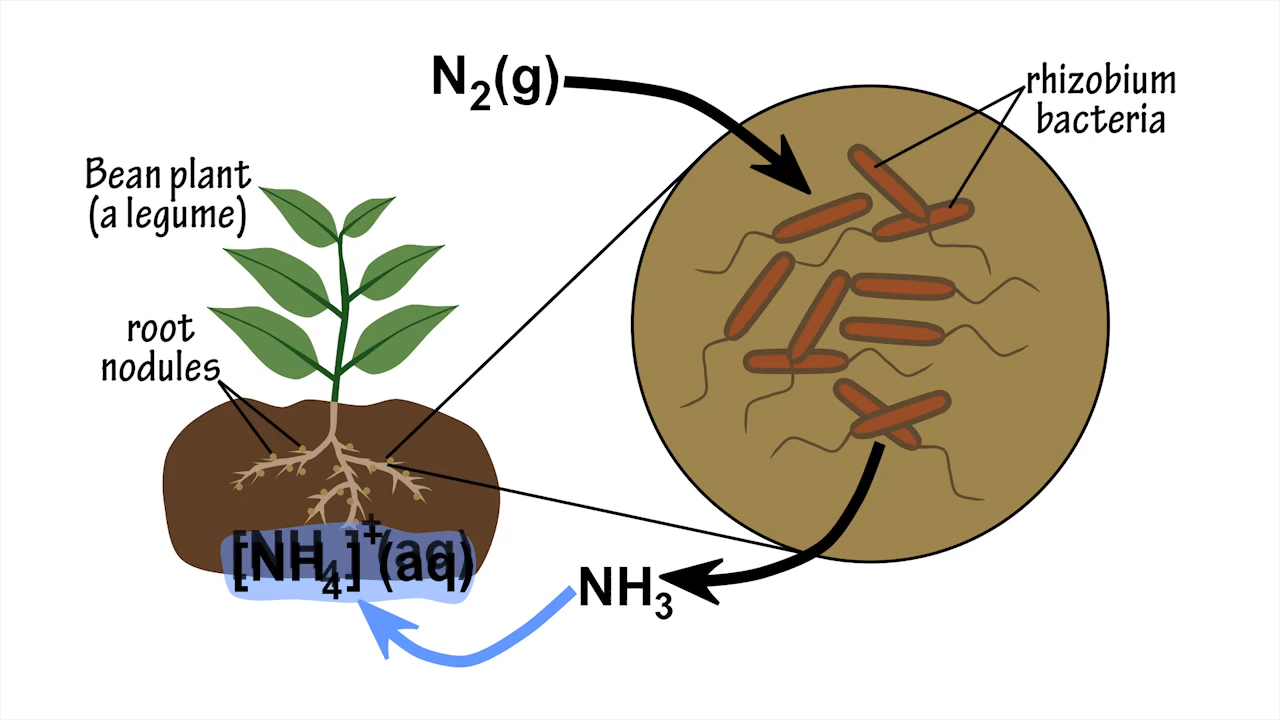 N₂(g)
rhizobium
bacteria
Bean plant
(a legume)
root
nodules
[NH₄]⁺(aq)
NH₃